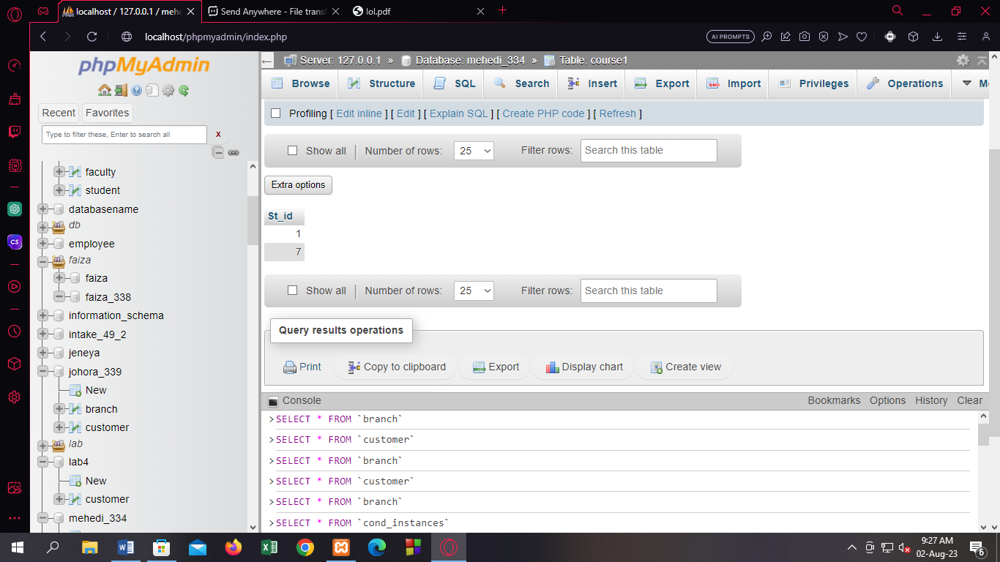 localhost / 127.0.0.1 / meh
Send Anywhere - File trans
lol.pdf
localhost/phpmyadmin/index.php
AI PROMPTS
phpMyAdmin
Recent
Favorites
Type to filter these, Enter to search all
x
faculty
student
databasename
db
employee
faiza
faiza
faiza_338
information_schema
intake_49_2
jeneya
johora_339
New
branch
customer
lab
lab4
New
customer
mehedi_334
Server: 127.0.0.1 » Database: mehedi_334 » Table: course1
Browse Structure SQL Search Insert Export Import Privileges Operations
Profiling [ Edit inline ] [ Edit ] [ Explain SQL ] [ Create PHP code ] [ Refresh ]
Show all Number of rows: 25 Filter rows: Search this table
Extra options
St_id
1
7
Show all Number of rows: 25 Filter rows: Search this table
Query results operations
Print Copy to clipboard Export Display chart Create view
Console Bookmarks Options History Clear
>SELECT * FROM `branch`
>SELECT * FROM `customer`
>SELECT * FROM `branch`
>SELECT * FROM `customer`
>SELECT * FROM `branch`
>SELECT * FROM `cond_instances`
CS
9:27 AM
02-Aug-23
6